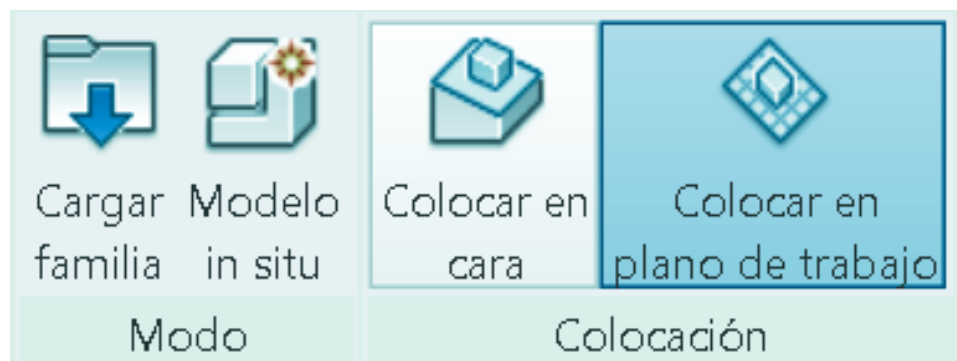 Cargar familia
Modelo in situ
Colocar en cara
Colocar en plano de trabajo
Modo
Colocación